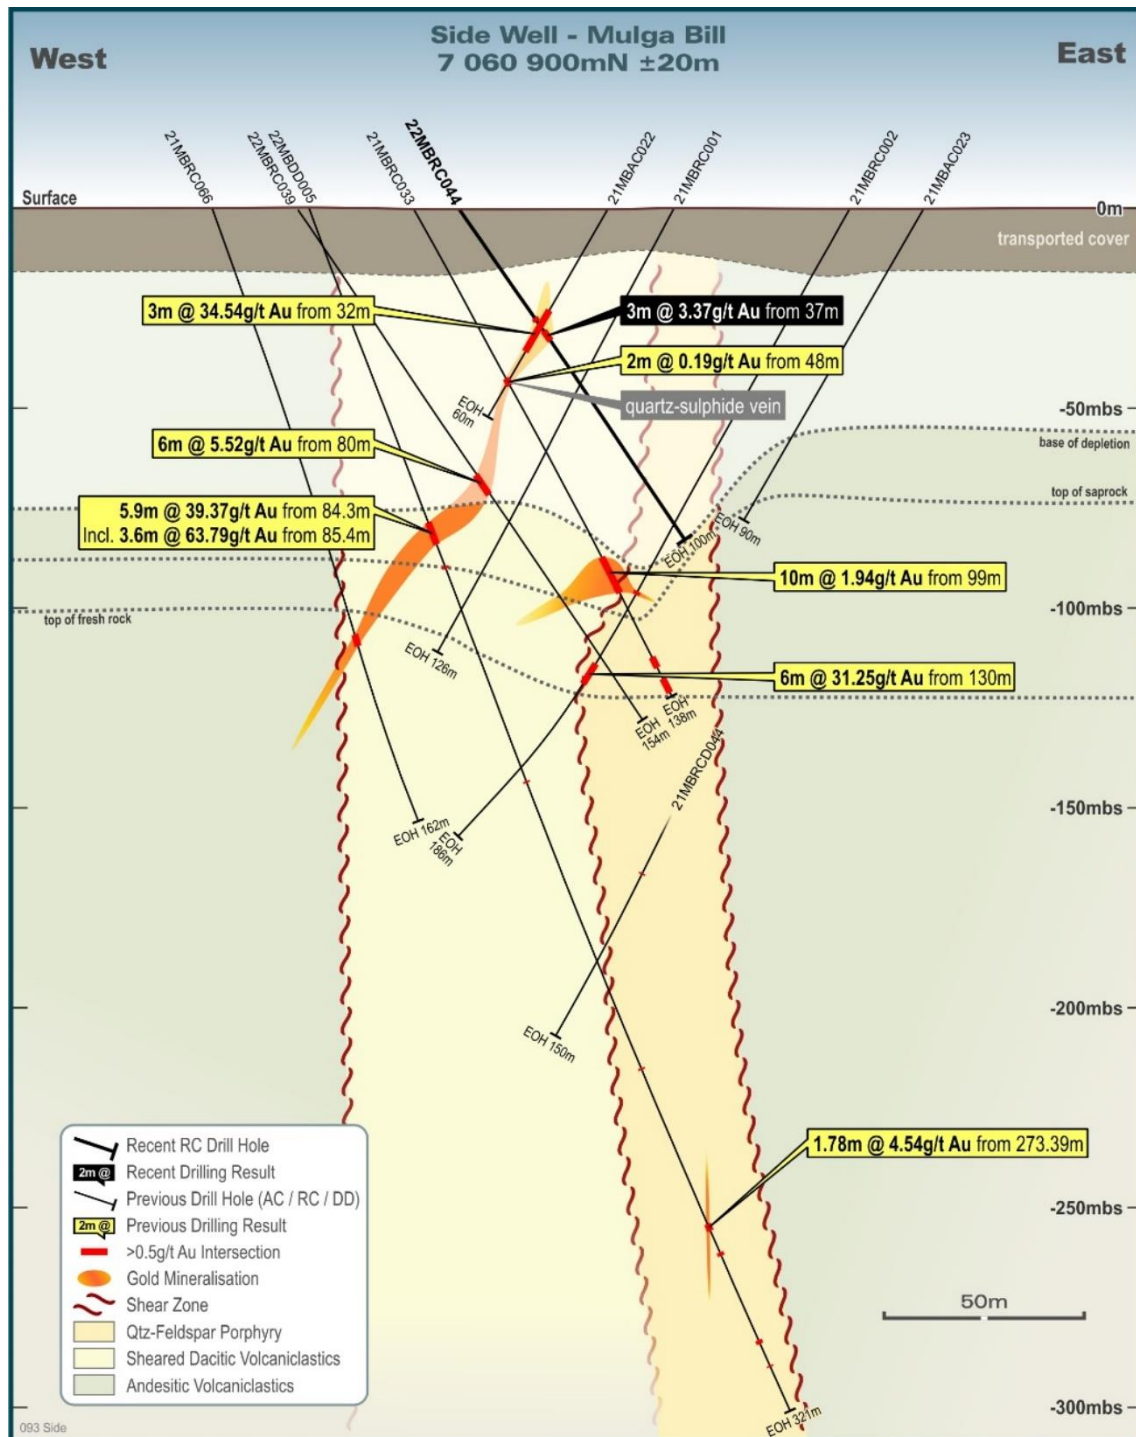 Side Well - Mulga Bill
7 060 900mN ±20m
West
East
21MBRC066
22MBRC039
22MBDD005
21MBRC033
22MBRC044
21MBAC022
21MBRC001
21MBRC002
21MBAC023
Surface
0m
transported cover
3m @ 34.54g/t Au from 32m
3m @ 3.37g/t Au from 37m
2m @ 0.19g/t Au from 48m
quartz-sulphide vein
EOH
60m
-50mbs
base of depletion
6m @ 5.52g/t Au from 80m
top of saprock
5.9m @ 39.37g/t Au from 84.3m
Incl. 3.6m @ 63.79g/t Au from 85.4m
EOH 90m
EOH 100m
10m @ 1.94g/t Au from 99m
-100mbs
top of fresh rock
EOH 126m
6m @ 31.25g/t Au from 130m
EOH
138m
EOH
154m
21MBRCD044
-150mbs
EOH 162m
EOH
186m
-200mbs
EOH 150m
1.78m @ 4.54g/t Au from 273.39m
-250mbs
50m
EOH 321m
-300mbs
Recent RC Drill Hole
2m @ Recent Drilling Result
Previous Drill Hole (AC / RC / DD)
2m @ Previous Drilling Result
>0.5g/t Au Intersection
Gold Mineralisation
Shear Zone
Qtz-Feldspar Porphyry
Sheared Dacitic Volcaniclastics
Andesitic Volcaniclastics
093 Side